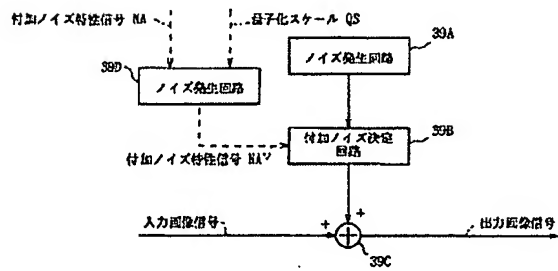 付加ノイズ特性信号 NA
量子化スケール QS
39A
39D
ノイズ発生回路
ノイズ発生回路
39B
付加ノイズ決定
回路
付加ノイズ特性信号 NA'
入力画像信号
+
+
出力画像信号
39C